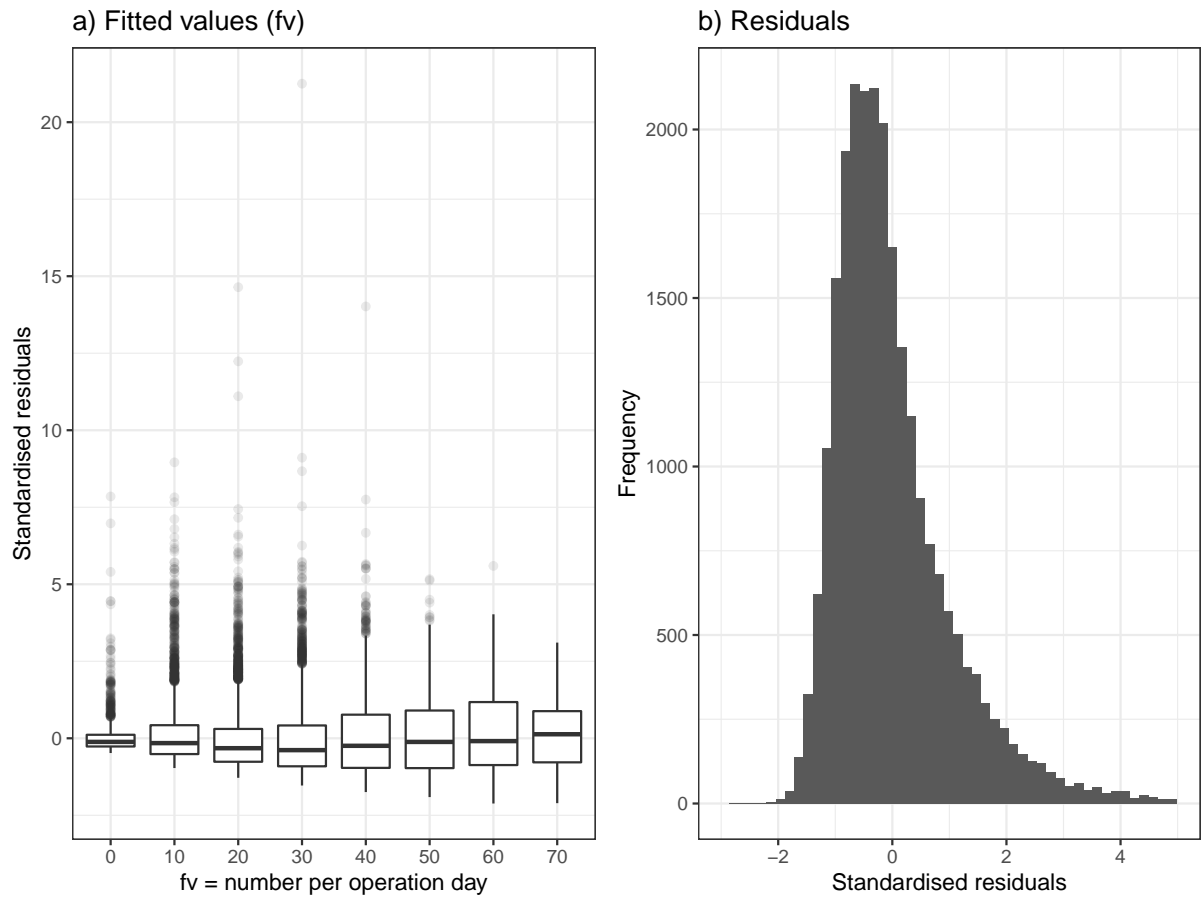 a) Fitted values (fv)
20
15
10
5
0
Standardised residuals
0 10 20 30 40 50 60 70
fv = number per operation day
b) Residuals
2000
1500
1000
500
0
Frequency
−2 0 2 4
Standardised residuals